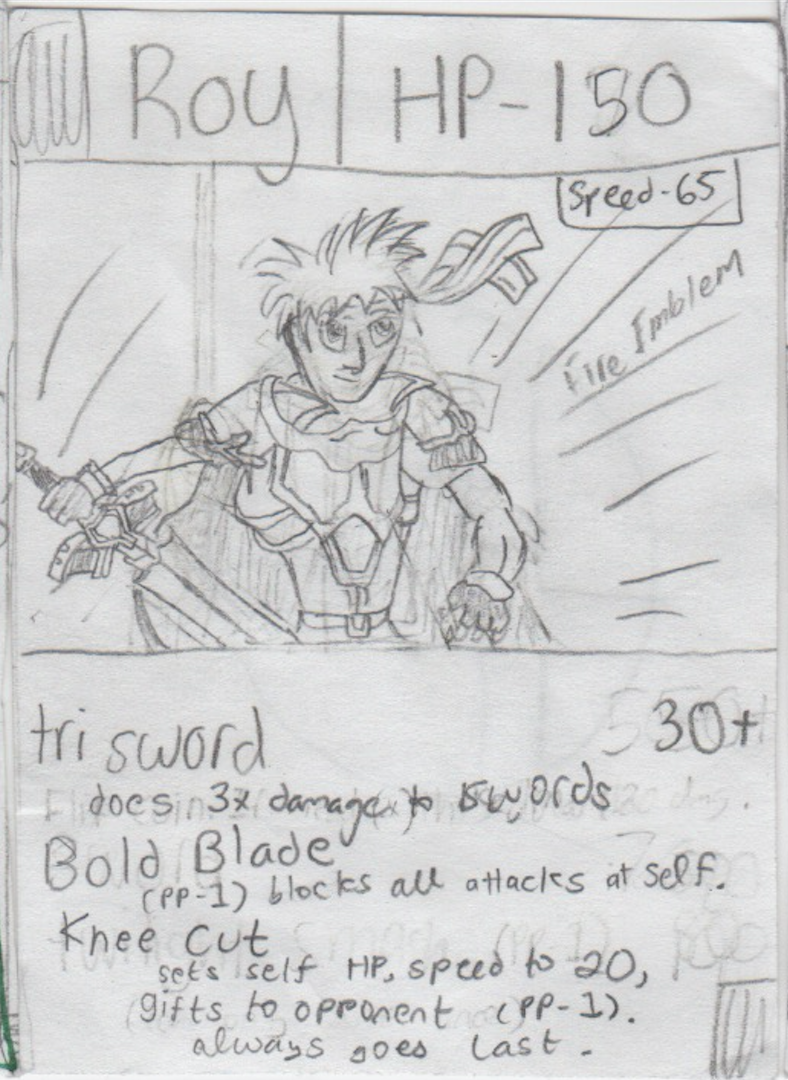 Roy
HP-150
Speed-65
Fire Emblem
tri sword 30+
does 3x damage to swords
Bold Blade
(PP-1) blocks all attacks at self.
Knee cut
sets self HP, speed to 20,
gifts to opponent (PP-1).
always goes last.